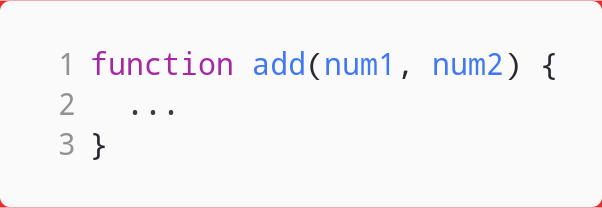 1 function add(num1, num2) {
2   ...
3 }